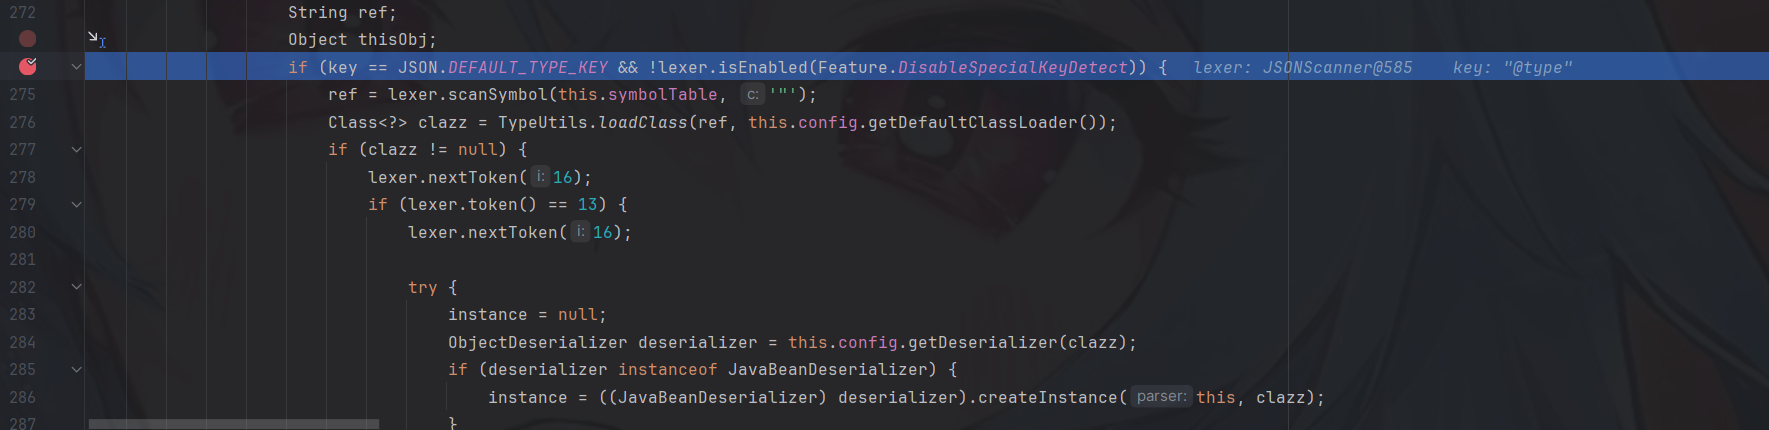 272 String ref;
Object thisObj;
if (key == JSON.DEFAULT_TYPE_KEY && !lexer.isEnabled(Feature.DisableSpecialKeyDetect)) { lexer: JSONScanner@585 key: "@type"
275 ref = lexer.scanSymbol(this.symbolTable, c: '"');
276 Class<?> clazz = TypeUtils.loadClass(ref, this.config.getDefaultClassLoader());
277 if (clazz != null) {
278 lexer.nextToken(i: 16);
279 if (lexer.token() == 13) {
280 lexer.nextToken(i: 16);
281
282 try {
283 instance = null;
284 ObjectDeserializer deserializer = this.config.getDeserializer(clazz);
285 if (deserializer instanceof JavaBeanDeserializer) {
286 instance = ((JavaBeanDeserializer) deserializer).createInstance(parser: this, clazz);
287 }